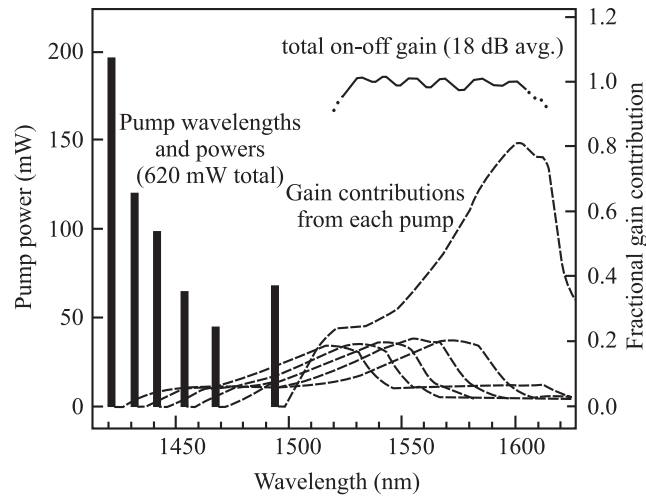 total on-off gain (18 dB avg.)
Pump wavelengths
and powers
(620 mW total)
Gain contributions
from each pump
Pump power (mW)
200
150
100
50
0
1450
1500
1550
1600
Wavelength (nm)
1.2
1.0
0.8
0.6
0.4
0.2
0.0
Fractional gain contribution